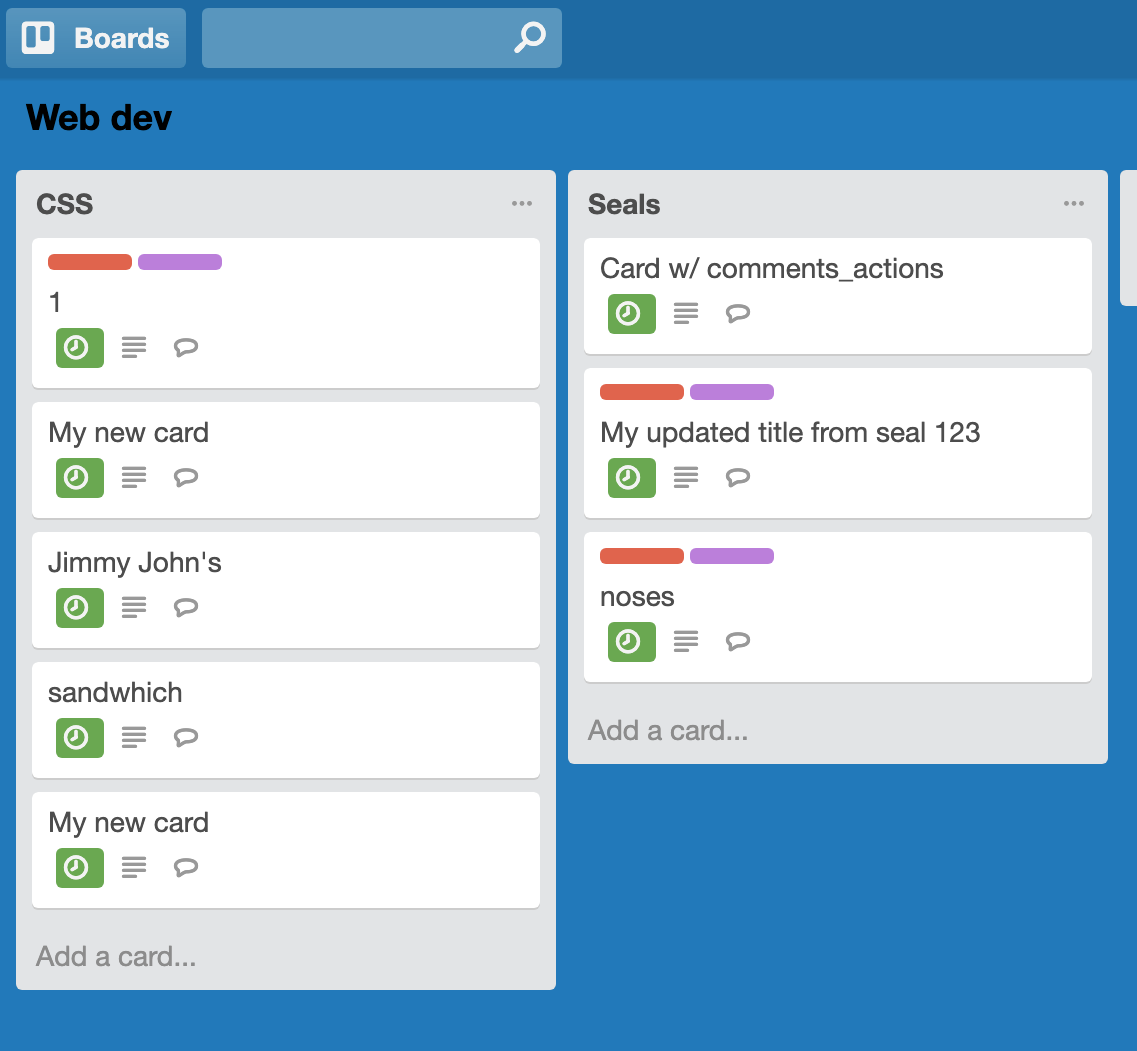 Boards
Web dev
CSS
1
My new card
Jimmy John's
sandwhich
My new card
Add a card...
Seals
Card w/ comments_actions
My updated title from seal 123
noses
Add a card...